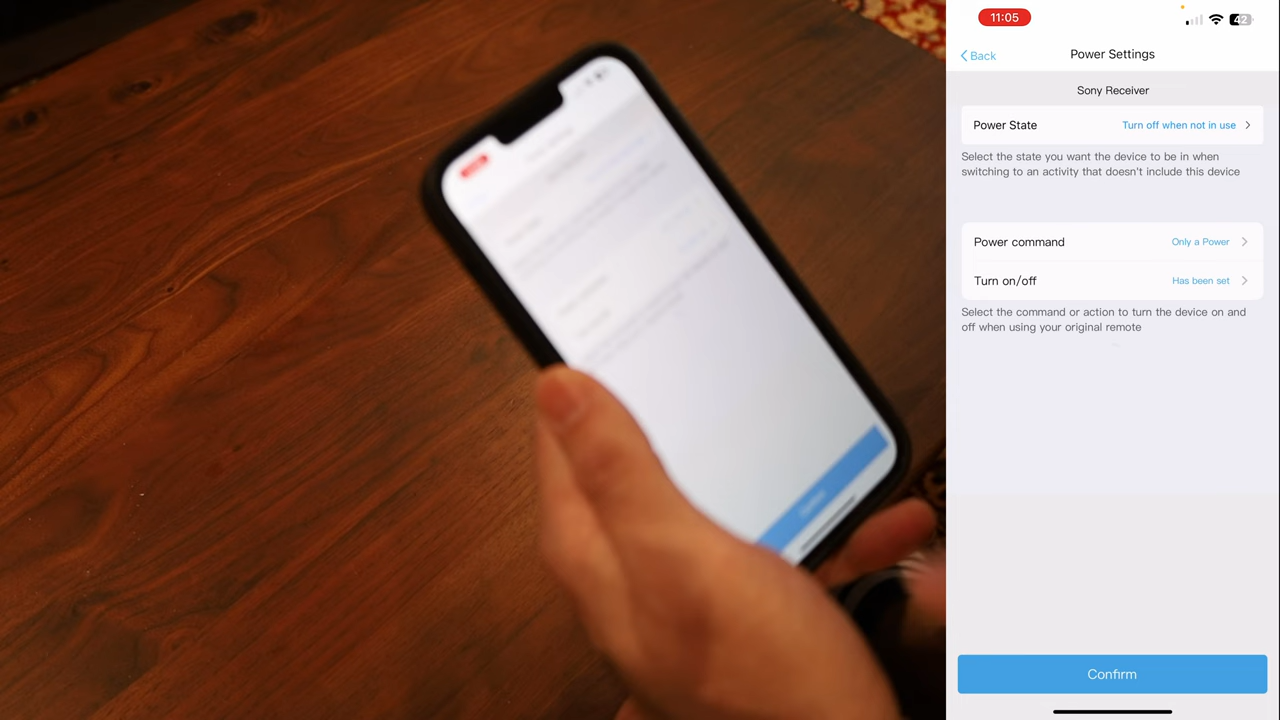 11:05
42
Back
Power Settings
Sony Receiver
Power State
Turn off when not in use
Select the state you want the device to be in when
switching to an activity that doesn't include this device
Power command
Only a Power
Turn on/off
Has been set
Select the command or action to turn the device on and
off when using your original remote
Confirm